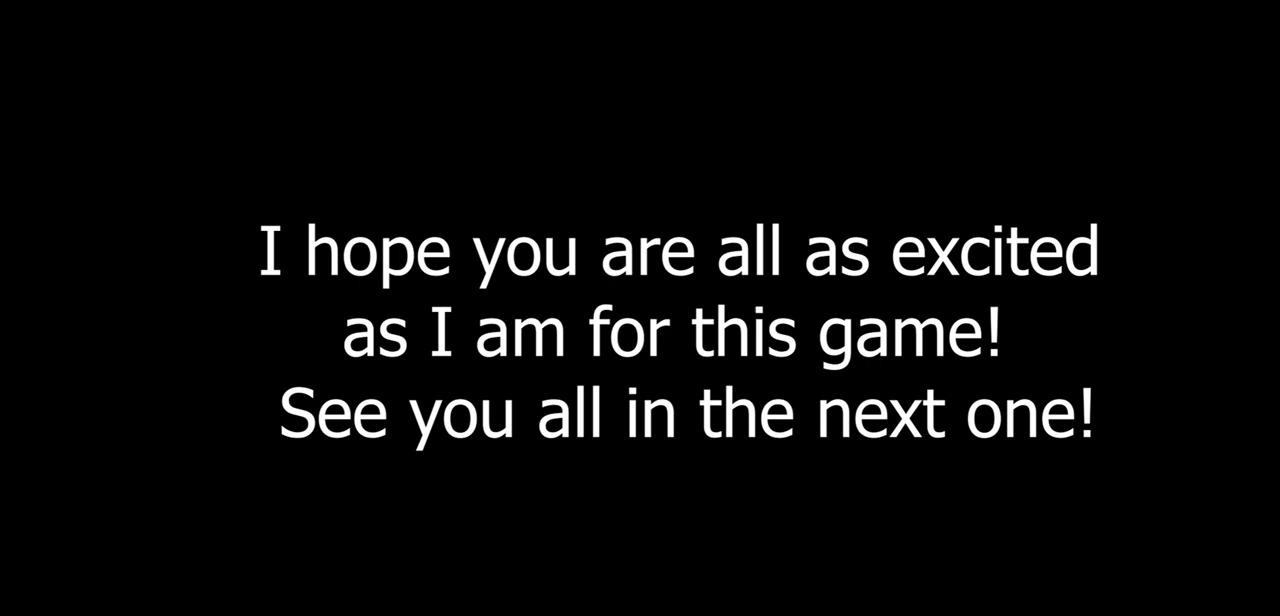 I hope you are all as excited
as I am for this game!
See you all in the next one!